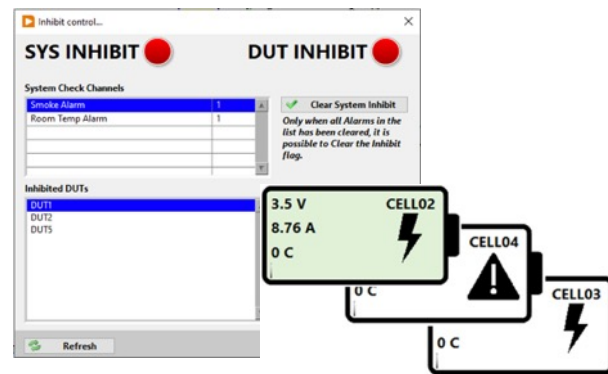 Inhibit control...
SYS INHIBIT DUT INHIBIT
System Check Channels
Smoke Alarm 1
Room Temp Alarm 1
Clear System Inhibit
Only when all Alarms in the
list has been cleared, it is
possible to Clear the Inhibit
flag.
Inhibited DUTs
DUT1
DUT2
DUT5
Refresh
3.5 V CELL02
8.76 A
0 C
CELL04
0 C
CELL03
0 C